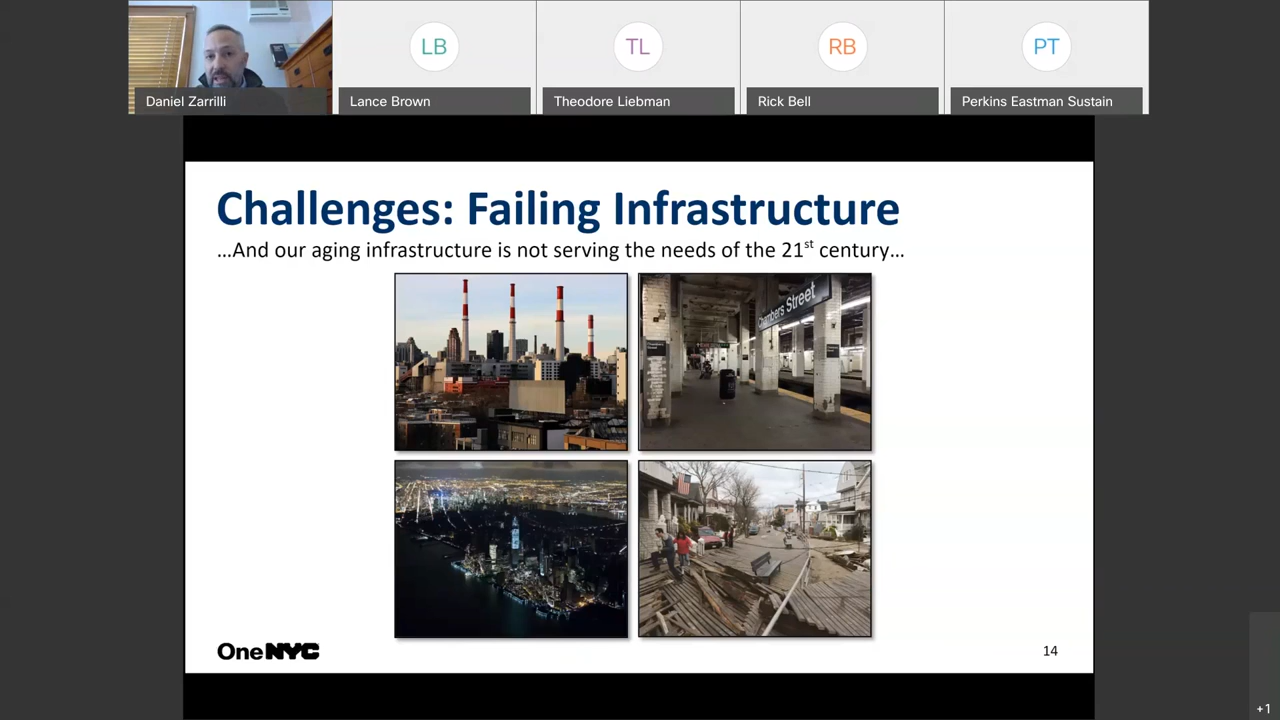 LB
TL
RB
PT
Daniel Zarrilli
Lance Brown
Theodore Liebman
Rick Bell
Perkins Eastman Sustain
Challenges: Failing Infrastructure
...And our aging infrastructure is not serving the needs of the 21st century...
Chambers Street
OneNYC
14
+1